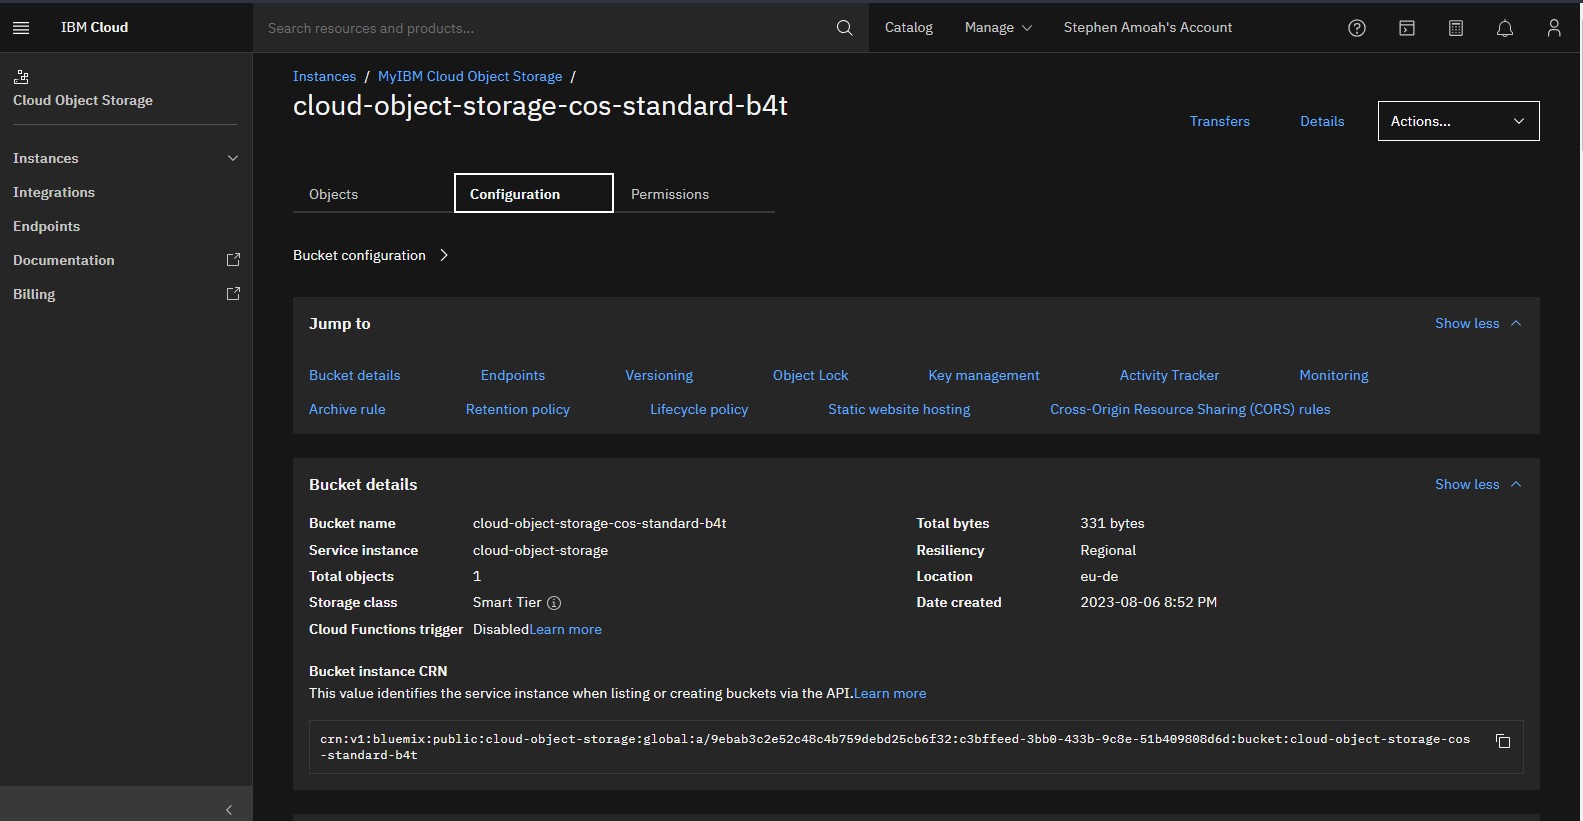 IBM Cloud
Search resources and products...
Catalog
Manage
Stephen Amoah's Account
Cloud Object Storage
Instances
Integrations
Endpoints
Documentation
Billing
Instances / MyIBM Cloud Object Storage /
cloud-object-storage-cos-standard-b4t
Transfers
Details
Actions...
Objects
Configuration
Permissions
Bucket configuration
Jump to
Show less
Bucket details
Endpoints
Versioning
Object Lock
Key management
Activity Tracker
Monitoring
Archive rule
Retention policy
Lifecycle policy
Static website hosting
Cross-Origin Resource Sharing (CORS) rules
Bucket details
Show less
Bucket name cloud-object-storage-cos-standard-b4t
Service instance cloud-object-storage
Total objects 1
Storage class Smart Tier
Cloud Functions trigger DisabledLearn more
Total bytes 331 bytes
Resiliency Regional
Location eu-de
Date created 2023-08-06 8:52 PM
Bucket instance CRN
This value identifies the service instance when listing or creating buckets via the API.Learn more
crn:v1:bluemix:public:cloud-object-storage:global:a/9ebab3c2e52c48c4b759debd25cb6f32:c3bffeed-3bb0-433b-9c8e-51b409808d6d:bucket:cloud-object-storage-cos
-standard-b4t